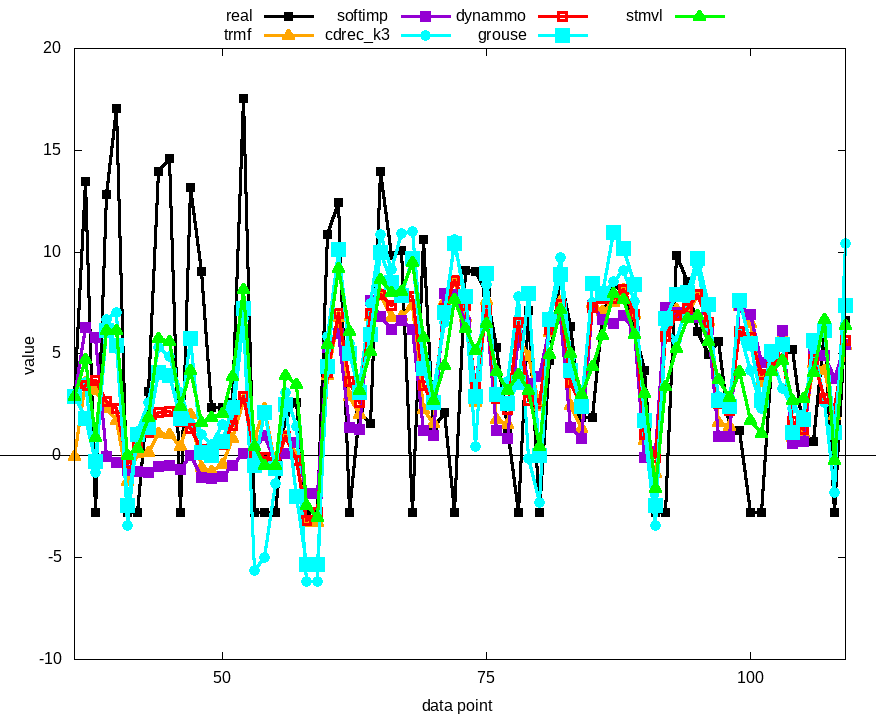 real softimp dynammo stmvl
trmf cdrec_k3 grouse
20
15
10
5
0
-5
-10
value
50 75 100
data point